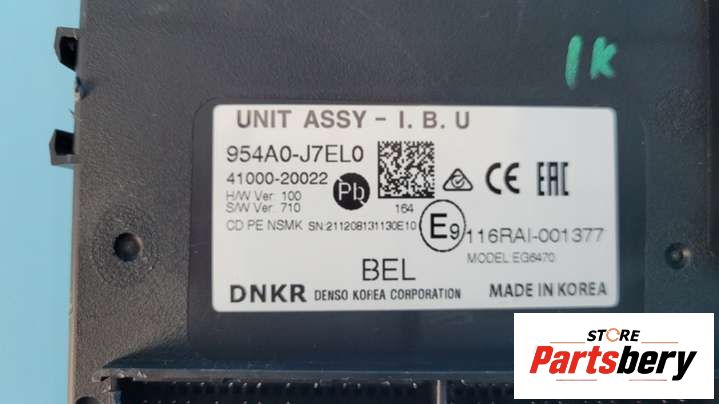 1K
UNIT ASSY - I. B. U
954A0-J7EL0
41000-20022
H/W Ver: 100
S/W Ver: 710
Pb
164
CE EAC
CD PE NSMK SN:211208131130E10
E9
116RAI-001377
MODEL EG6470
BEL
DNKR DENSO KOREA CORPORATION MADE IN KOREA
STORE
Partsbery